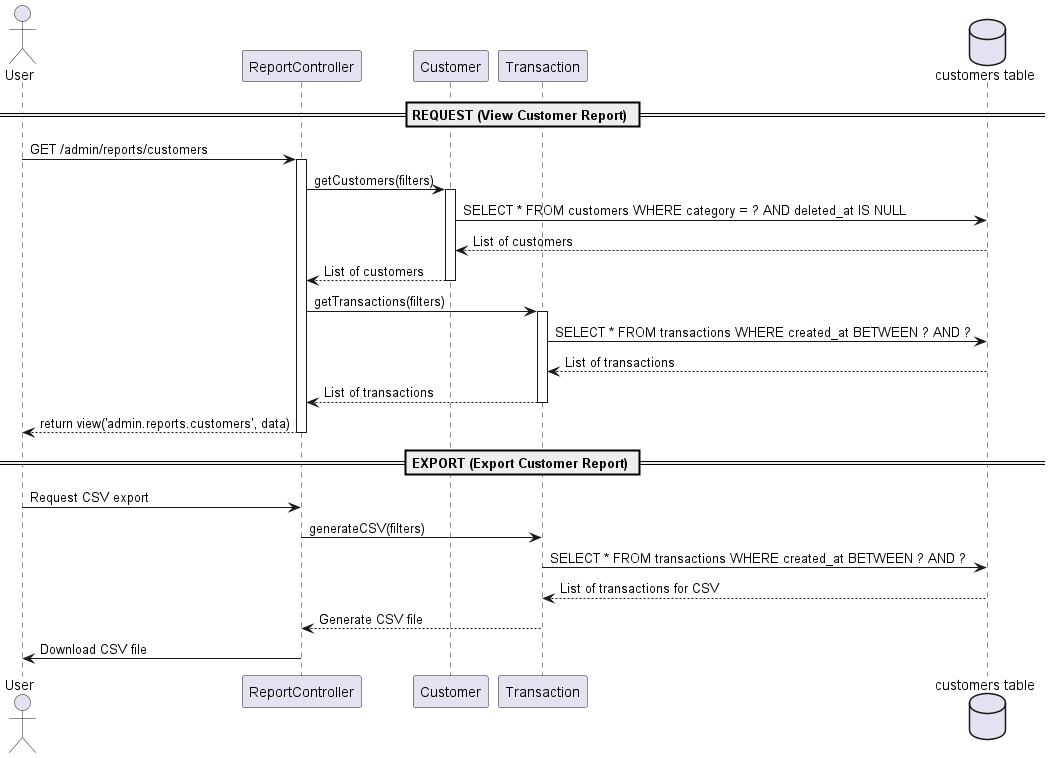 User
ReportController
Customer
Transaction
customers table
REQUEST (View Customer Report)
GET /admin/reports/customers
getCustomers(filters)
SELECT * FROM customers WHERE category = ? AND deleted_at IS NULL
List of customers
List of customers
getTransactions(filters)
SELECT * FROM transactions WHERE created_at BETWEEN ? AND ?
List of transactions
List of transactions
return view('admin.reports.customers', data)
EXPORT (Export Customer Report)
Request CSV export
generateCSV(filters)
SELECT * FROM transactions WHERE created_at BETWEEN ? AND ?
List of transactions for CSV
Generate CSV file
Download CSV file
User
ReportController
Customer
Transaction
customers table